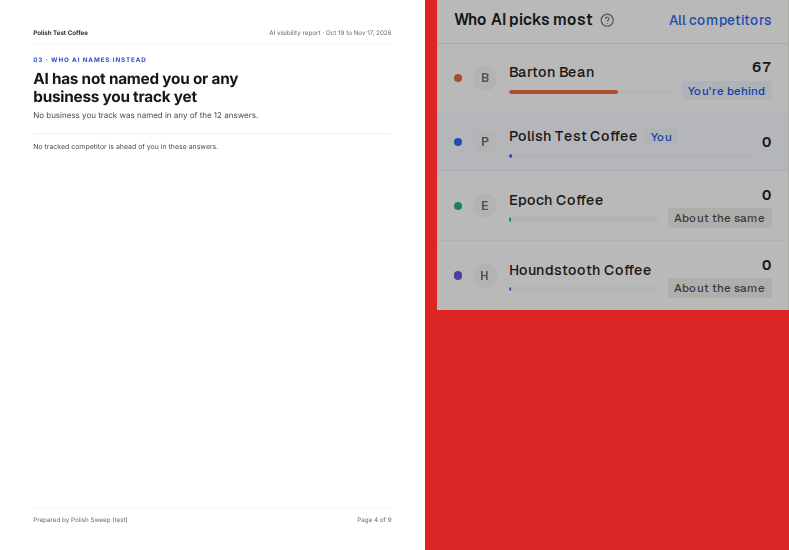 Polish Test Coffee
AI visibility report · Oct 19 to Nov 17, 2026
03 · WHO AI NAMES INSTEAD
AI has not named you or any
business you track yet
No business you track was named in any of the 12 answers.
No tracked competitor is ahead of you in these answers.
Prepared by Polish Sweep (test)
Page 4 of 9
Who AI picks most ?
All competitors
B
Barton Bean
67
You're behind
P
Polish Test Coffee
You
0
E
Epoch Coffee
0
About the same
H
Houndstooth Coffee
0
About the same